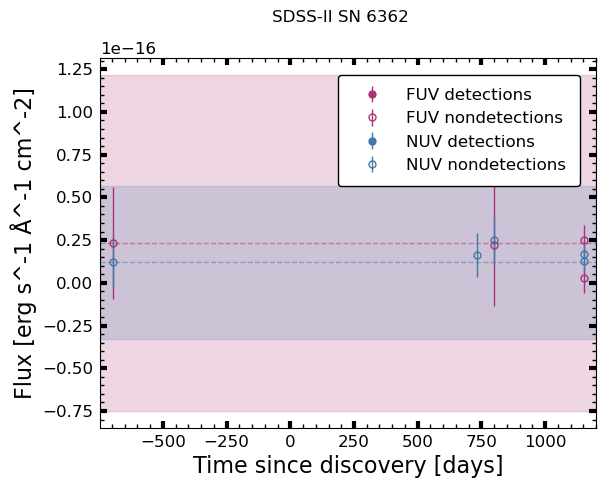 SDSS-II SN 6362
1e−16
1.25
1.00
0.75
0.50
0.25
0.00
−0.25
−0.50
−0.75
Flux [erg s^-1 Å^-1 cm^-2]
FUV detections
FUV nondetections
NUV detections
NUV nondetections
−500
−250
0
250
500
750
1000
Time since discovery [days]